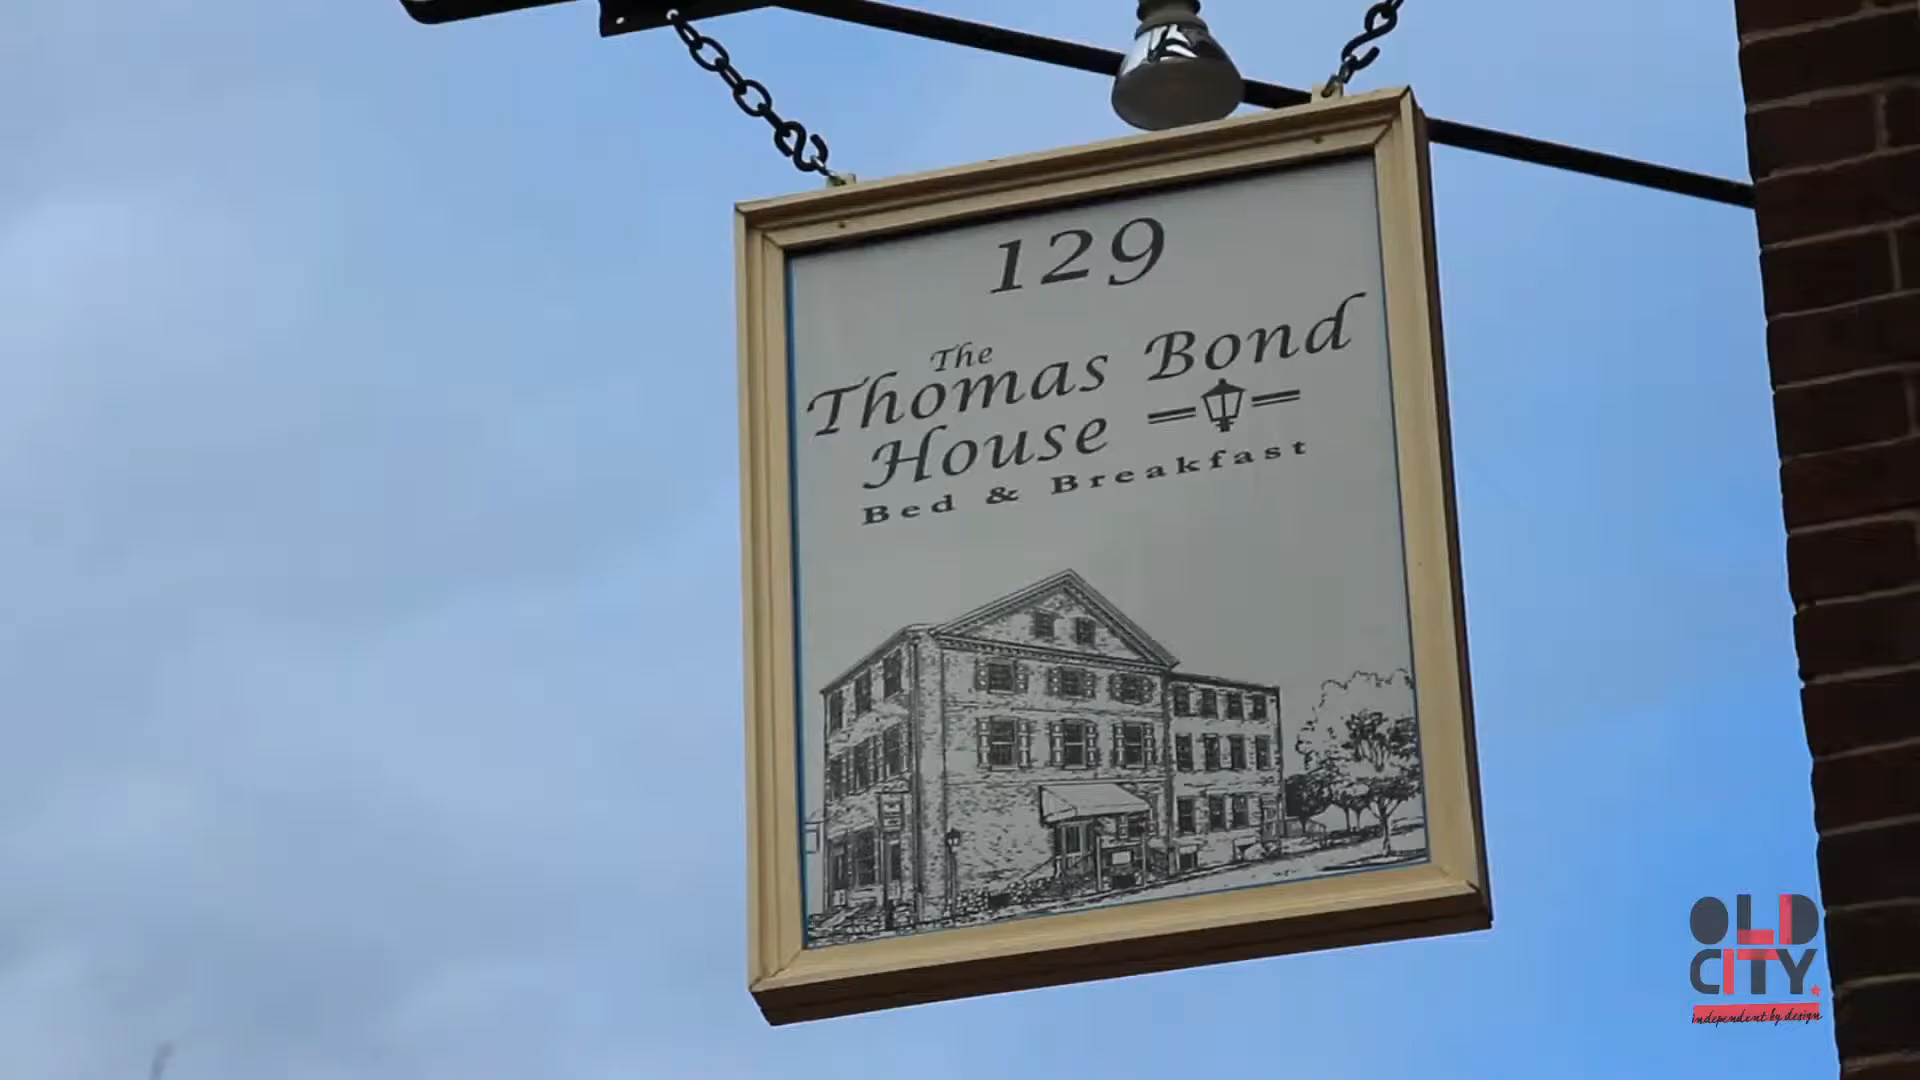 129
The
Thomas Bond
House
Bed & Breakfast
OLD
CITY.
independent by design